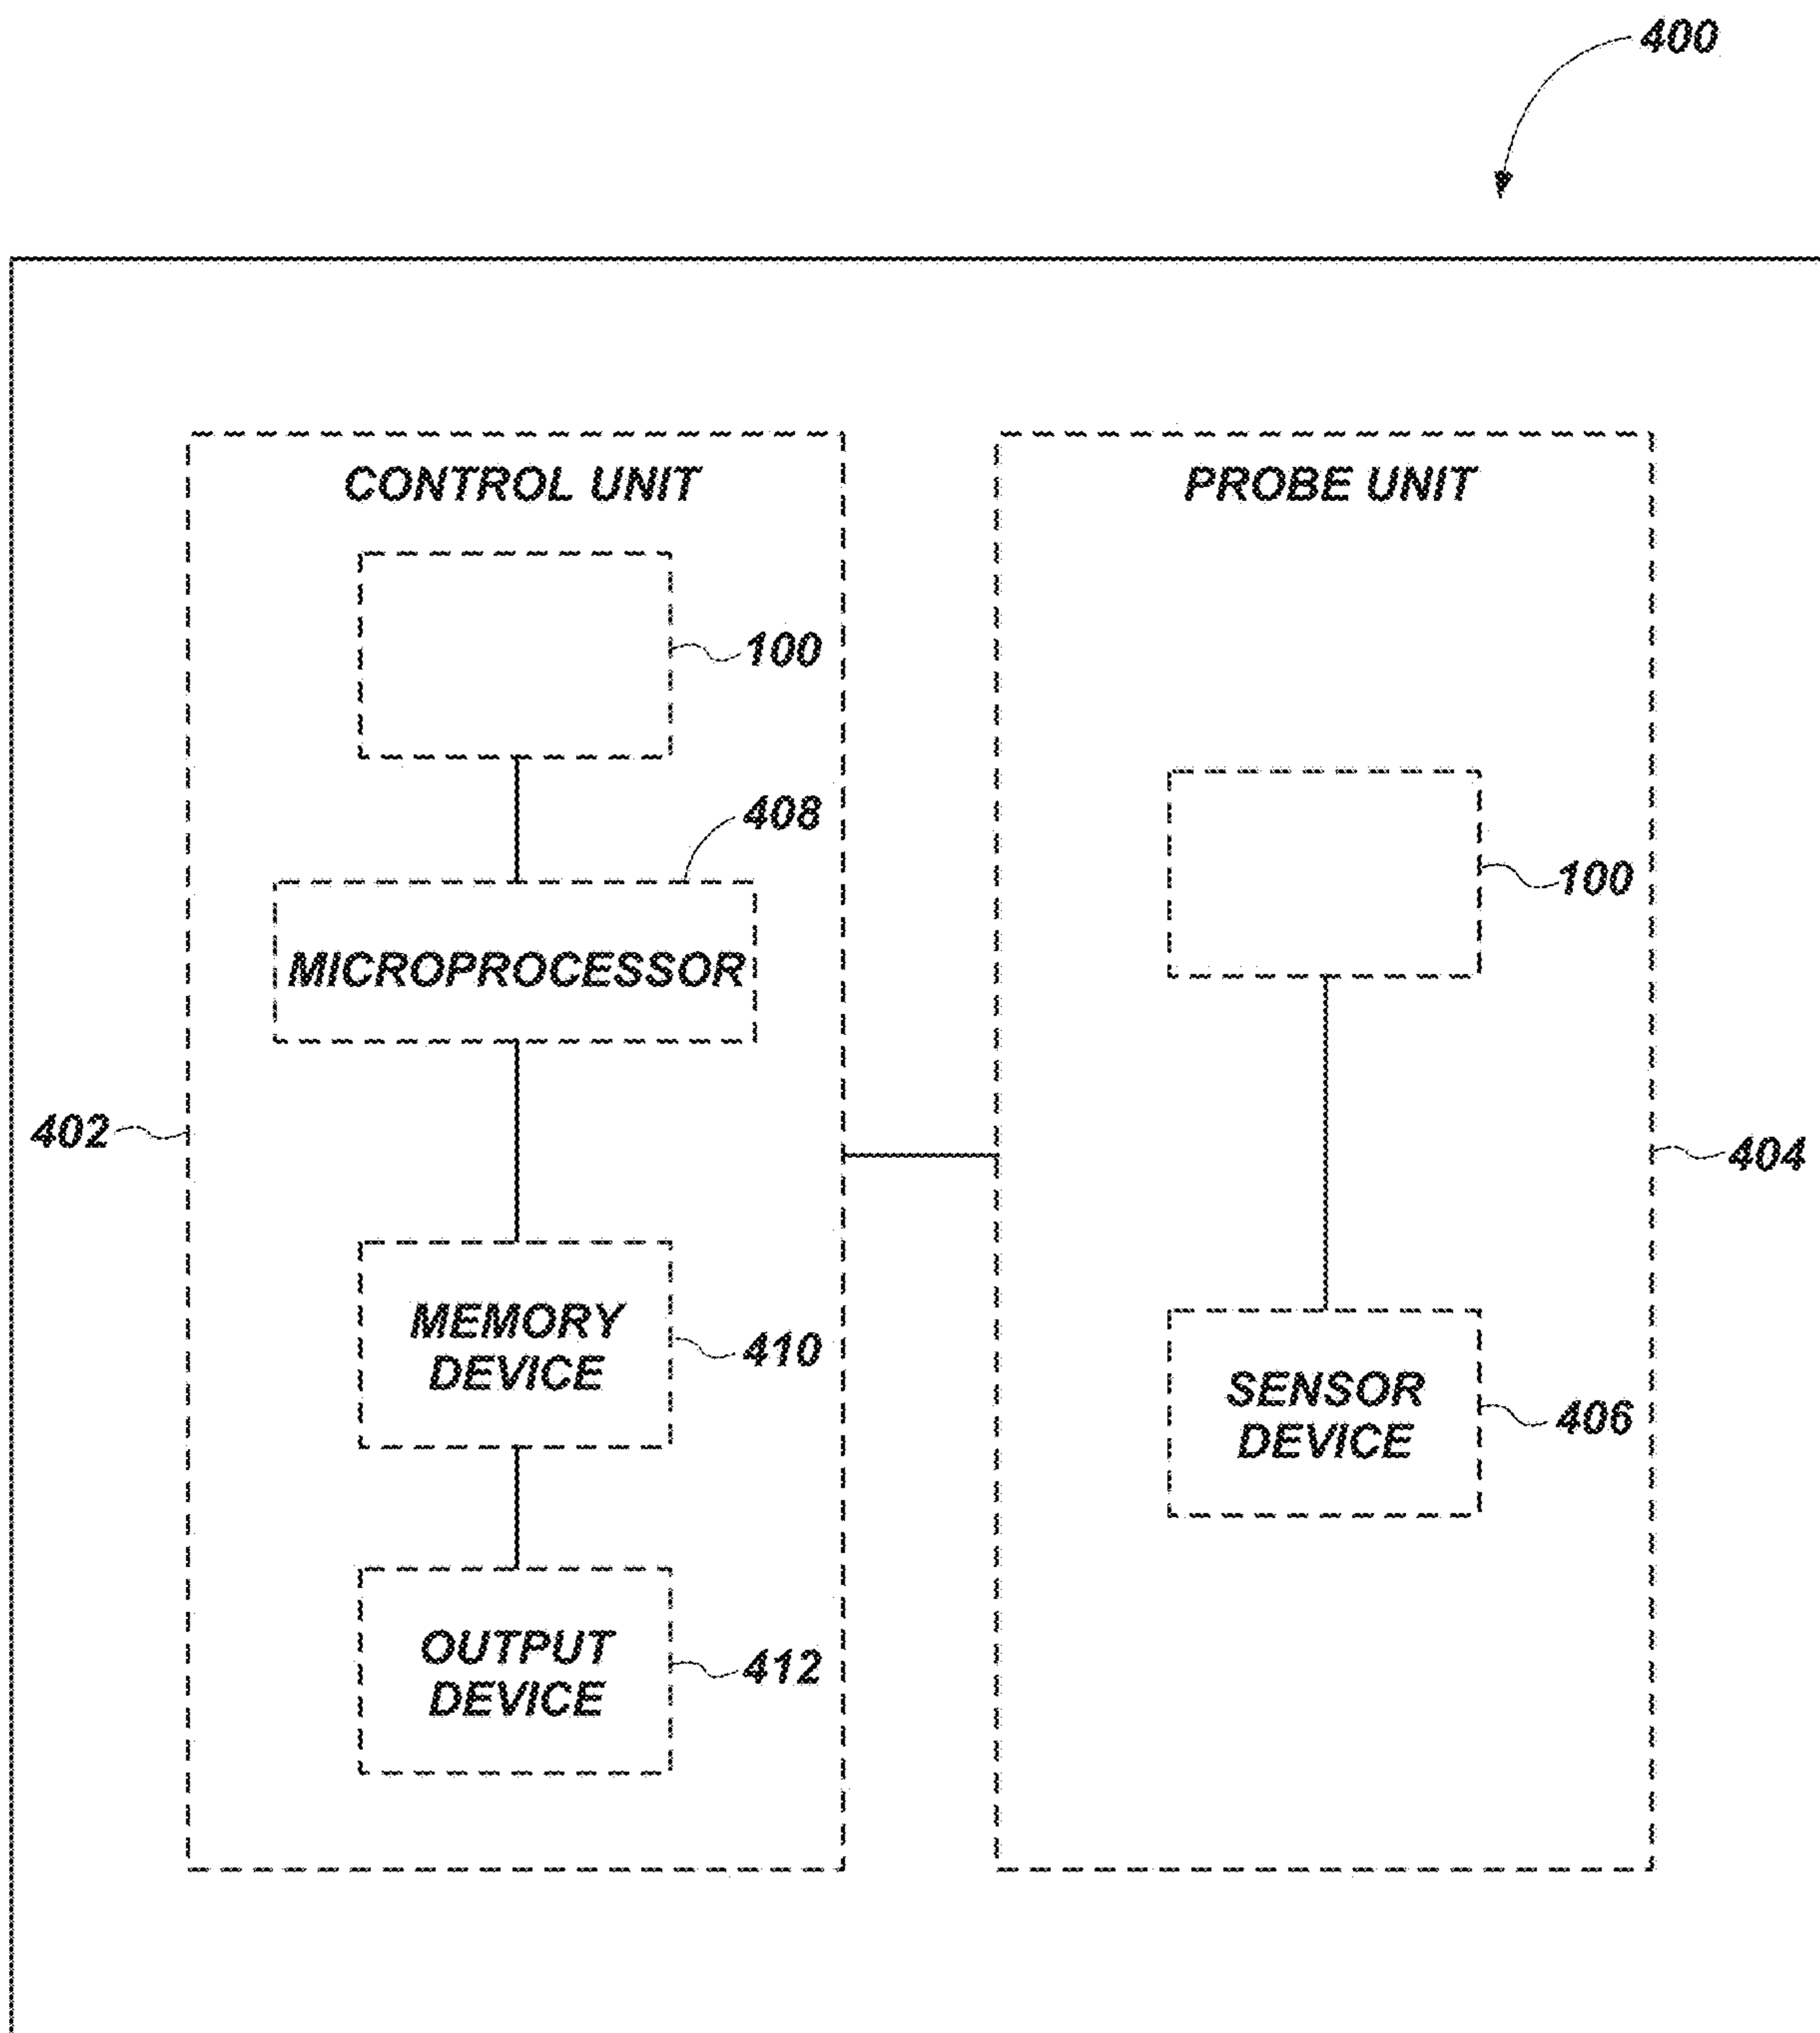 400
CONTROL UNIT
PROBE UNIT
100
408
100
MICROPROCESSOR
402
404
MEMORY
DEVICE
410
SENSOR
DEVICE
406
OUTPUT
DEVICE
412